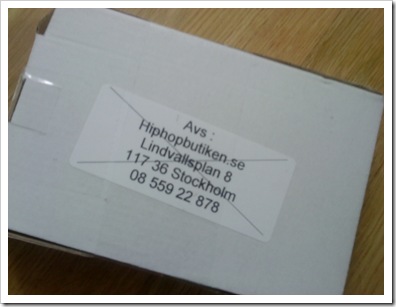 Avs :
Hiphopbutiken.se
Lindvallsplan 8
117 36 Stockholm
08 559 22 878